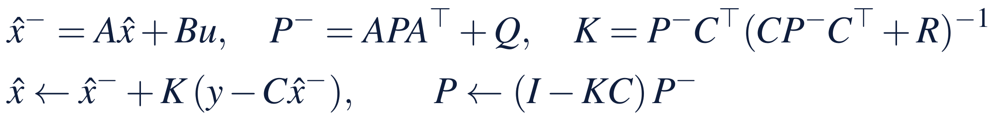 x̂⁻ = Ax̂ + Bu, P⁻ = APA⊤ + Q, K = P⁻C⊤(CP⁻C⊤ + R)⁻¹
x̂ ← x̂⁻ + K(y − Cx̂⁻), P ← (I − KC)P⁻